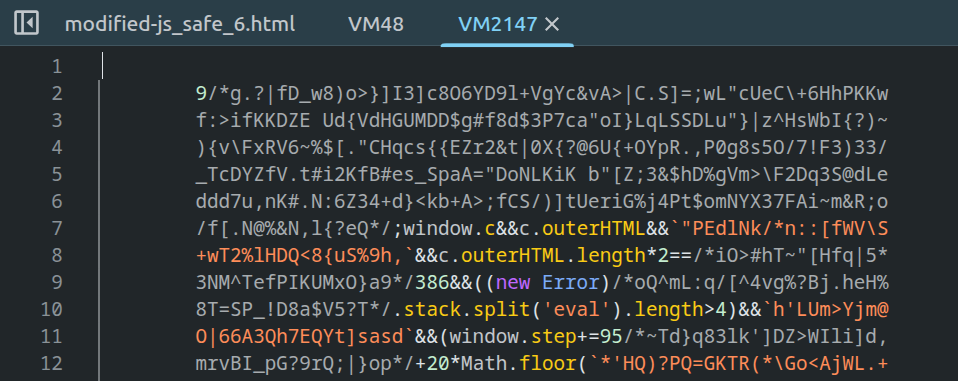 modified-js_safe_6.html VM48 VM2147
1
2 9/*g.?|fD_w8)o>}]I3]c8O6YD9l+VgYc&vA>|C.S]=;wL"cUeC\+6HhPKKw
3 f:>ifKKDZE Ud{VdHGUMDD$g#f8d$3P7ca"oI}LqLSSDLu"}|z^HsWbI{?)~
4 ){v\FxRV6~%$[."CHqcs{{EZr2&t|0X{?@6U{+OYpR.,P0g8s5O/7!F3)33/
5 _TcDYZfV.t#i2KfB#es_SpaA="DoNLKiK b"[Z;3&$hD%gVm>\F2Dq3S@dLe
6 ddd7u,nK#.N:6Z34+d}<kb+A>;fCS/)]tUeriG%j4Pt$omNYX37FAi~m&R;o
7 /f[.N@%&N,l{?eQ*/;window.c&&c.outerHTML&&`"PEdlNk/*n::[fWV\S
8 +wT2%lHDQ<8{uS%9h,`&&c.outerHTML.length*2==/*iO>#hT~"[Hfq|5*
9 3NM^TefPIKUMxO}a9*/386&&((new Error)/*oQ^mL:q/[^4vg%?Bj.heH%
10 8T=SP_!D8a$V5?T*/.stack.split('eval').length>4)&&`h'LUm>Yjm@
11 O|66A3Qh7EQYt]sasd`&&(window.step+=95/*~Td}q83lk']DZ>WIli]d,
12 mrvBI_pG?9rQ;|}op*/+20*Math.floor(`*'HQ)?PQ=GKTR(*\Go<AjWL.+